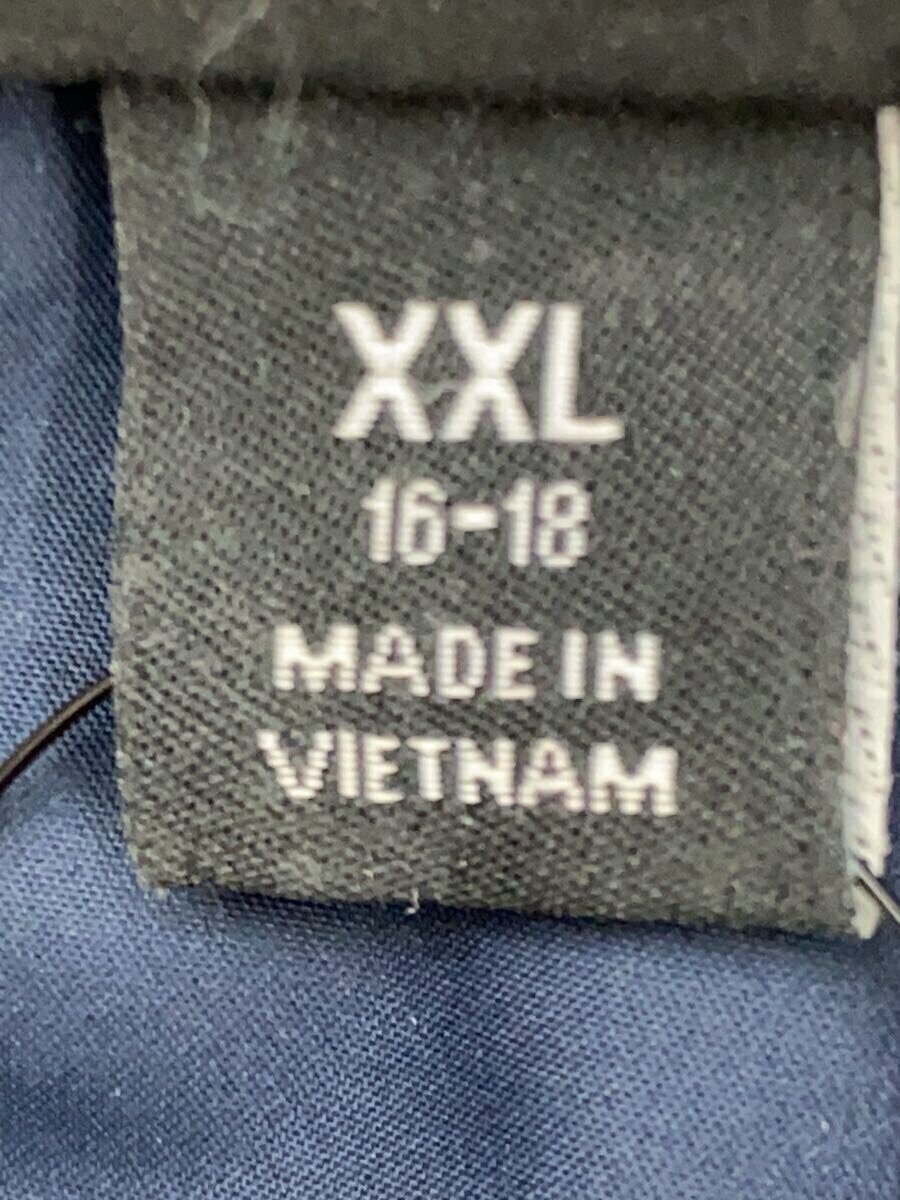 XXL
16-18
MADE IN
VIETNAM